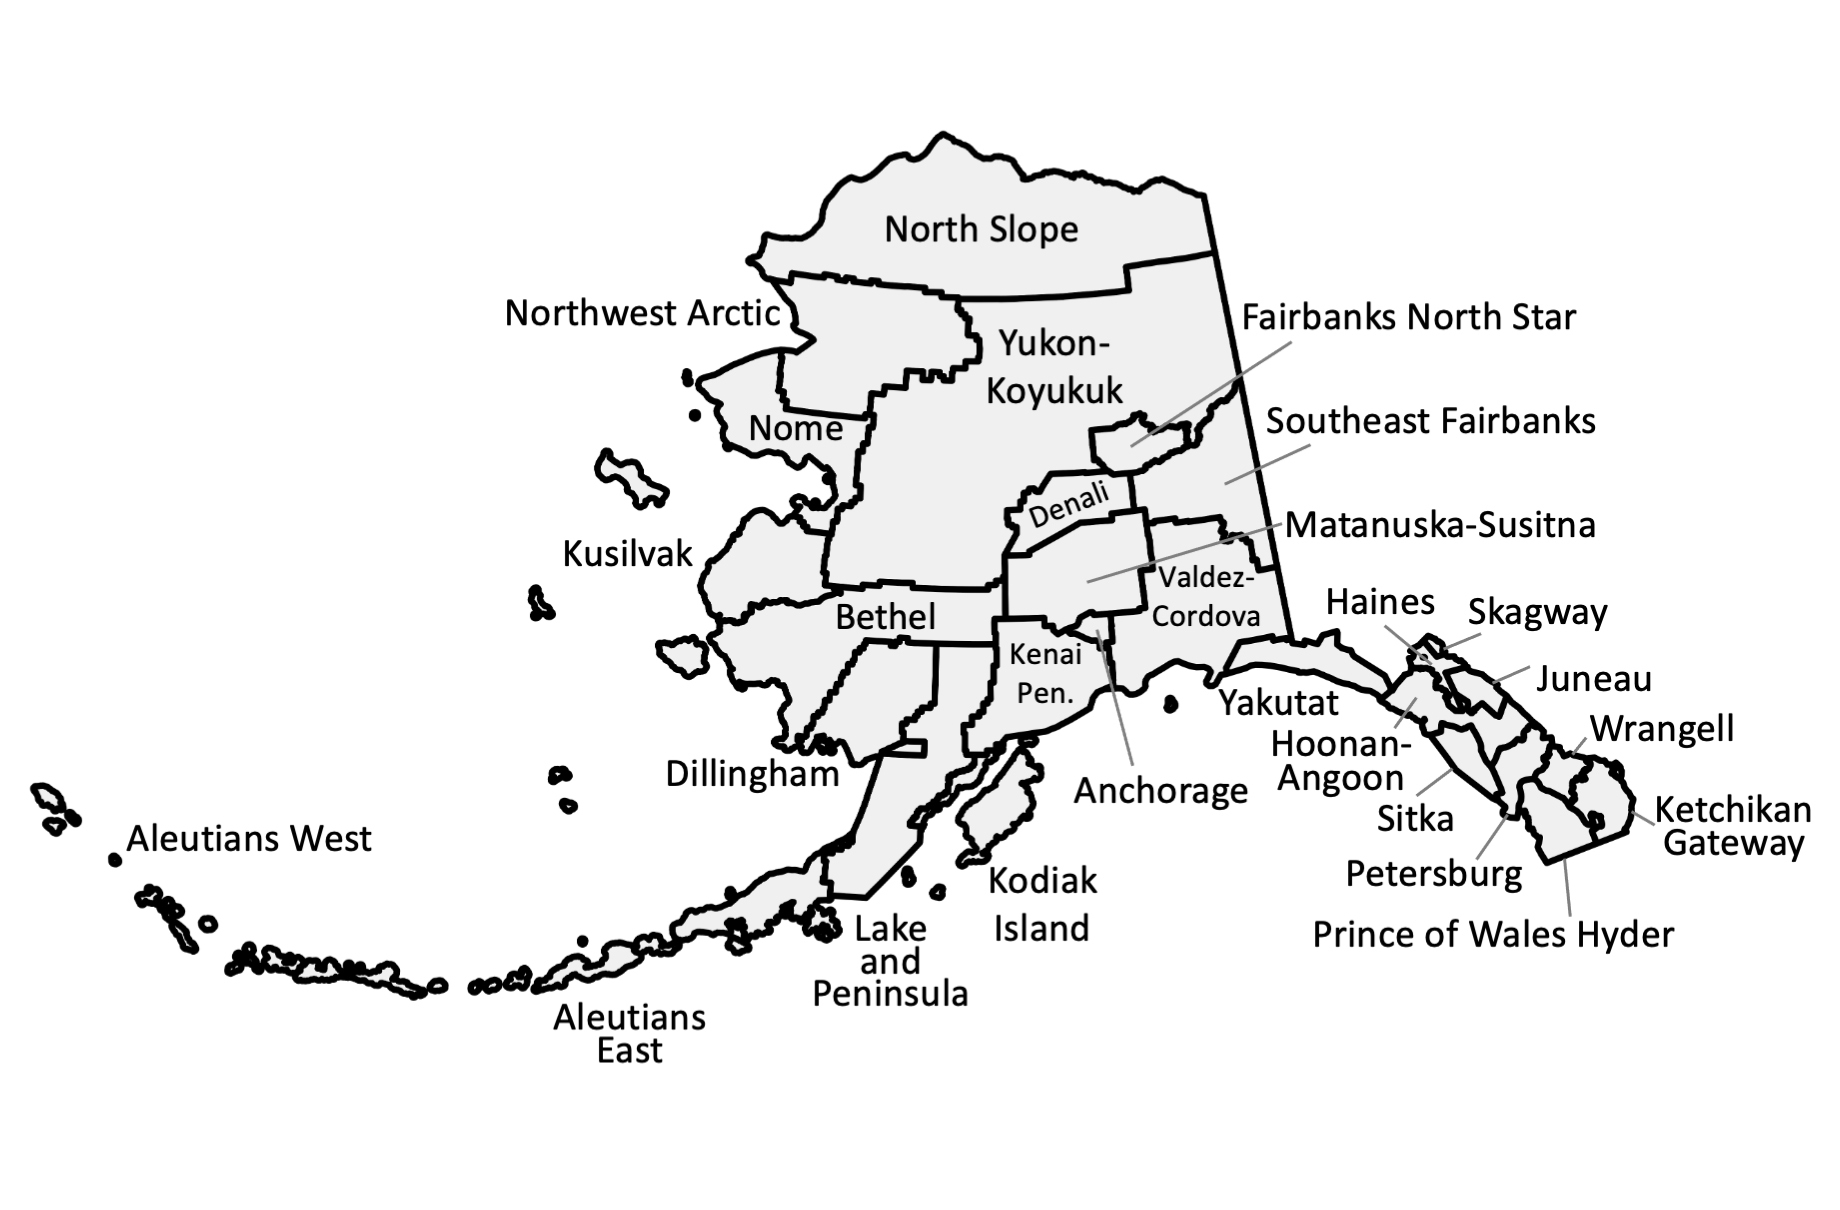 North Slope
Northwest Arctic
Fairbanks North Star
Yukon-
Koyukuk
Southeast Fairbanks
Nome
Denali
Matanuska-Susitna
Kusilvak
Valdez-
Cordova
Bethel
Haines
Skagway
Kenai
Pen.
Juneau
Yakutat
Wrangell
Hoonan-
Angoon
Dillingham
Anchorage
Sitka
Ketchikan
Gateway
Aleutians West
Petersburg
Kodiak
Island
Lake
and
Peninsula
Prince of Wales Hyder
Aleutians
East